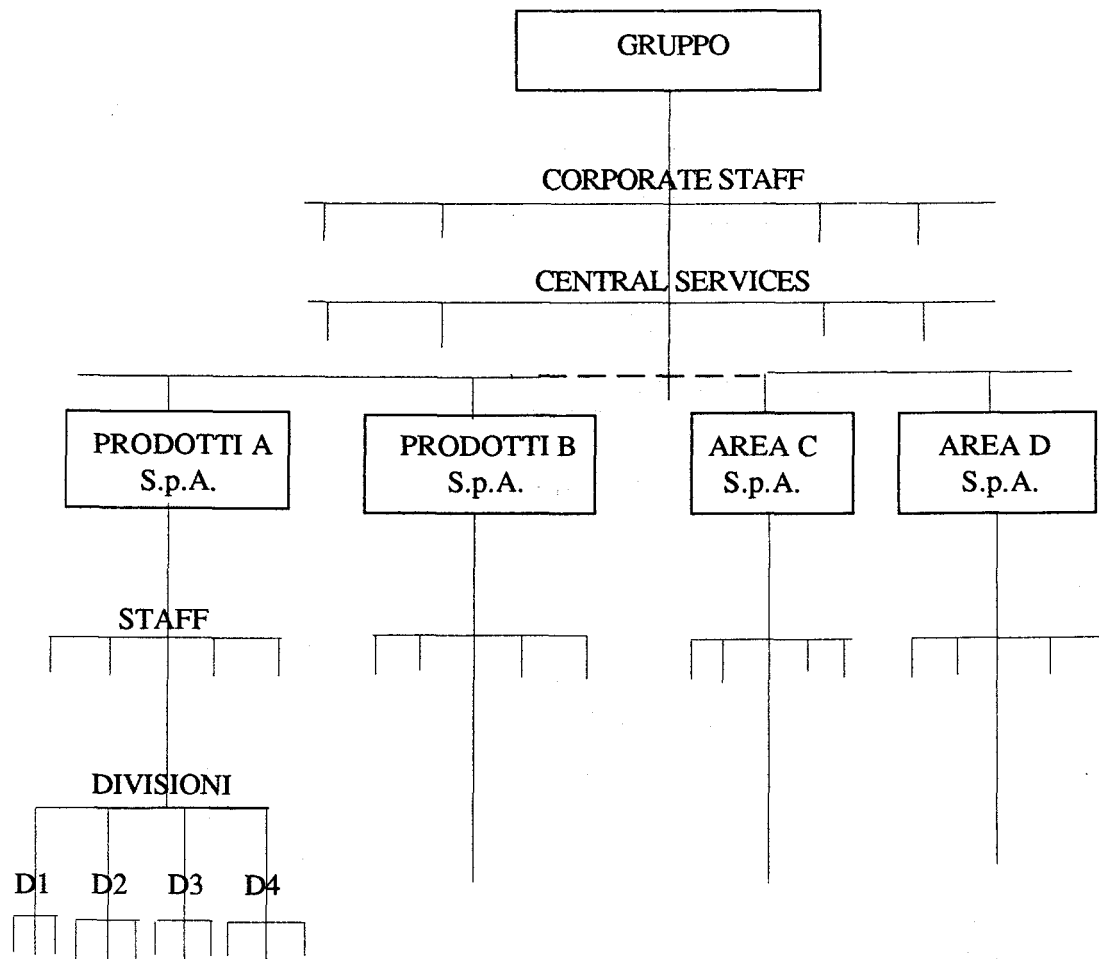 GRUPPO
CORPORATE STAFF
CENTRAL SERVICES
PRODOTTI A
S.p.A.
PRODOTTI B
S.p.A.
AREA C
S.p.A.
AREA D
S.p.A.
STAFF
DIVISIONI
D1 D2 D3 D4